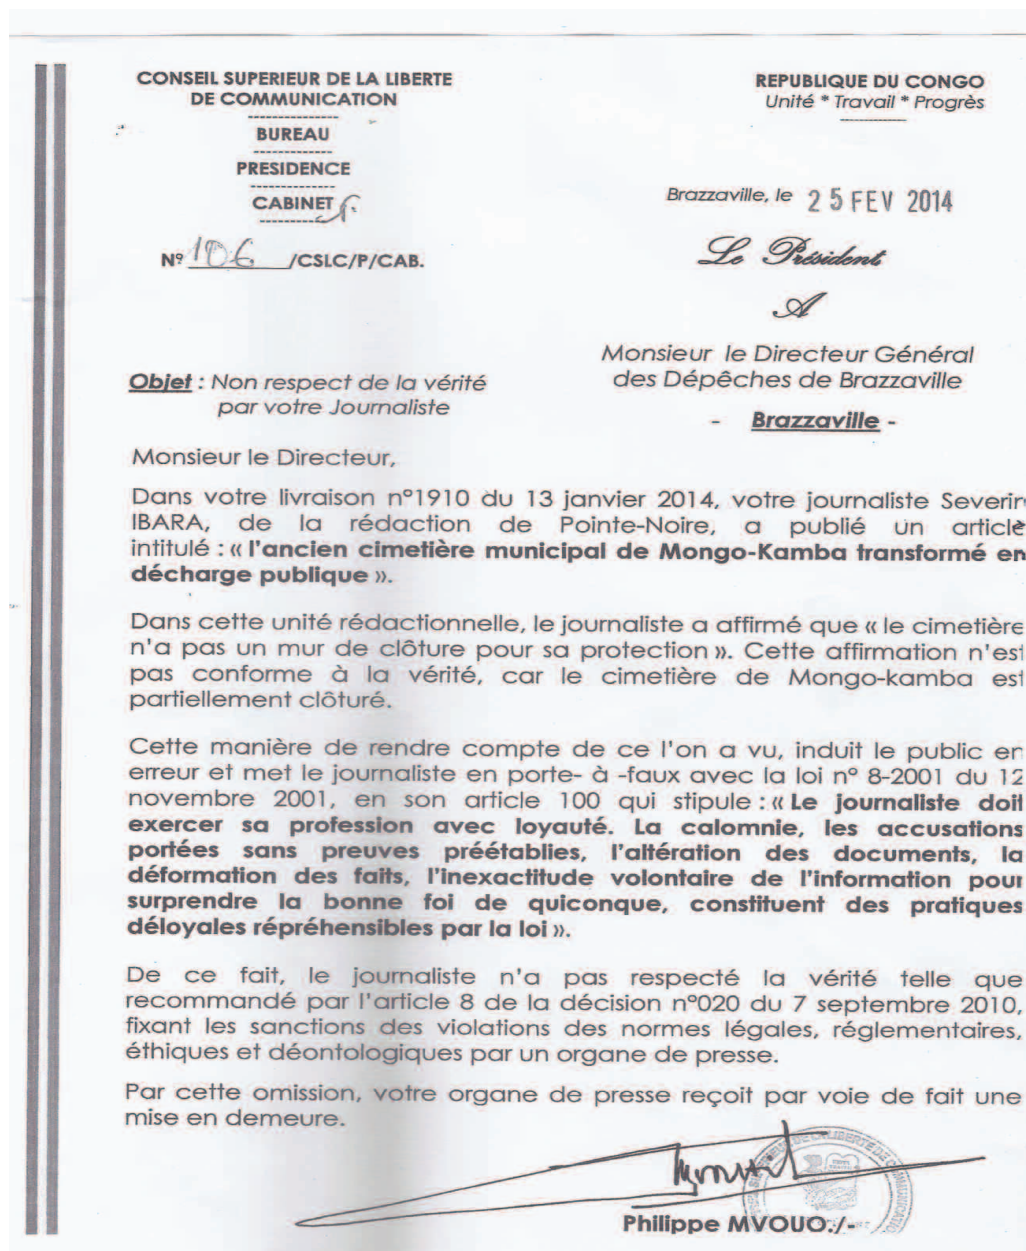 CONSEIL SUPERIEUR DE LA LIBERTE
DE COMMUNICATION
BUREAU
PRESIDENCE
CABINET
Nº 106 /CSLC/P/CAB.
REPUBLIQUE DU CONGO
Unité * Travail * Progrès
Brazzaville, le 25 FEV 2014
Le Président
A
Monsieur le Directeur Général
des Dépêches de Brazzaville
- Brazzaville -
Objet : Non respect de la vérité
par votre Journaliste
Monsieur le Directeur,
Dans votre livraison n°1910 du 13 janvier 2014, votre journaliste Severin
IBARA, de la rédaction de Pointe-Noire, a publié un article
intitulé : « l'ancien cimetière municipal de Mongo-Kamba transformé en
décharge publique ».
Dans cette unité rédactionnelle, le journaliste a affirmé que « le cimetière
n'a pas un mur de clôture pour sa protection ». Cette affirmation n'est
pas conforme à la vérité, car le cimetière de Mongo-kamba est
partiellement clôturé.
Cette manière de rendre compte de ce l'on a vu, induit le public en
erreur et met le journaliste en porte- à -faux avec la loi n° 8-2001 du 12
novembre 2001, en son article 100 qui stipule : « Le journaliste doit
exercer sa profession avec loyauté. La calomnie, les accusations
portées sans preuves préétablies, l'altération des documents, la
déformation des faits, l'inexactitude volontaire de l'information pour
surprendre la bonne foi de quiconque, constituent des pratiques
déloyales répréhensibles par la loi ».
De ce fait, le journaliste n'a pas respecté la vérité telle que
recommandé par l'article 8 de la décision n°020 du 7 septembre 2010,
fixant les sanctions des violations des normes légales, réglementaires,
éthiques et déontologiques par un organe de presse.
Par cette omission, votre organe de presse reçoit par voie de fait une
mise en demeure.
Philippe MVOUO./-